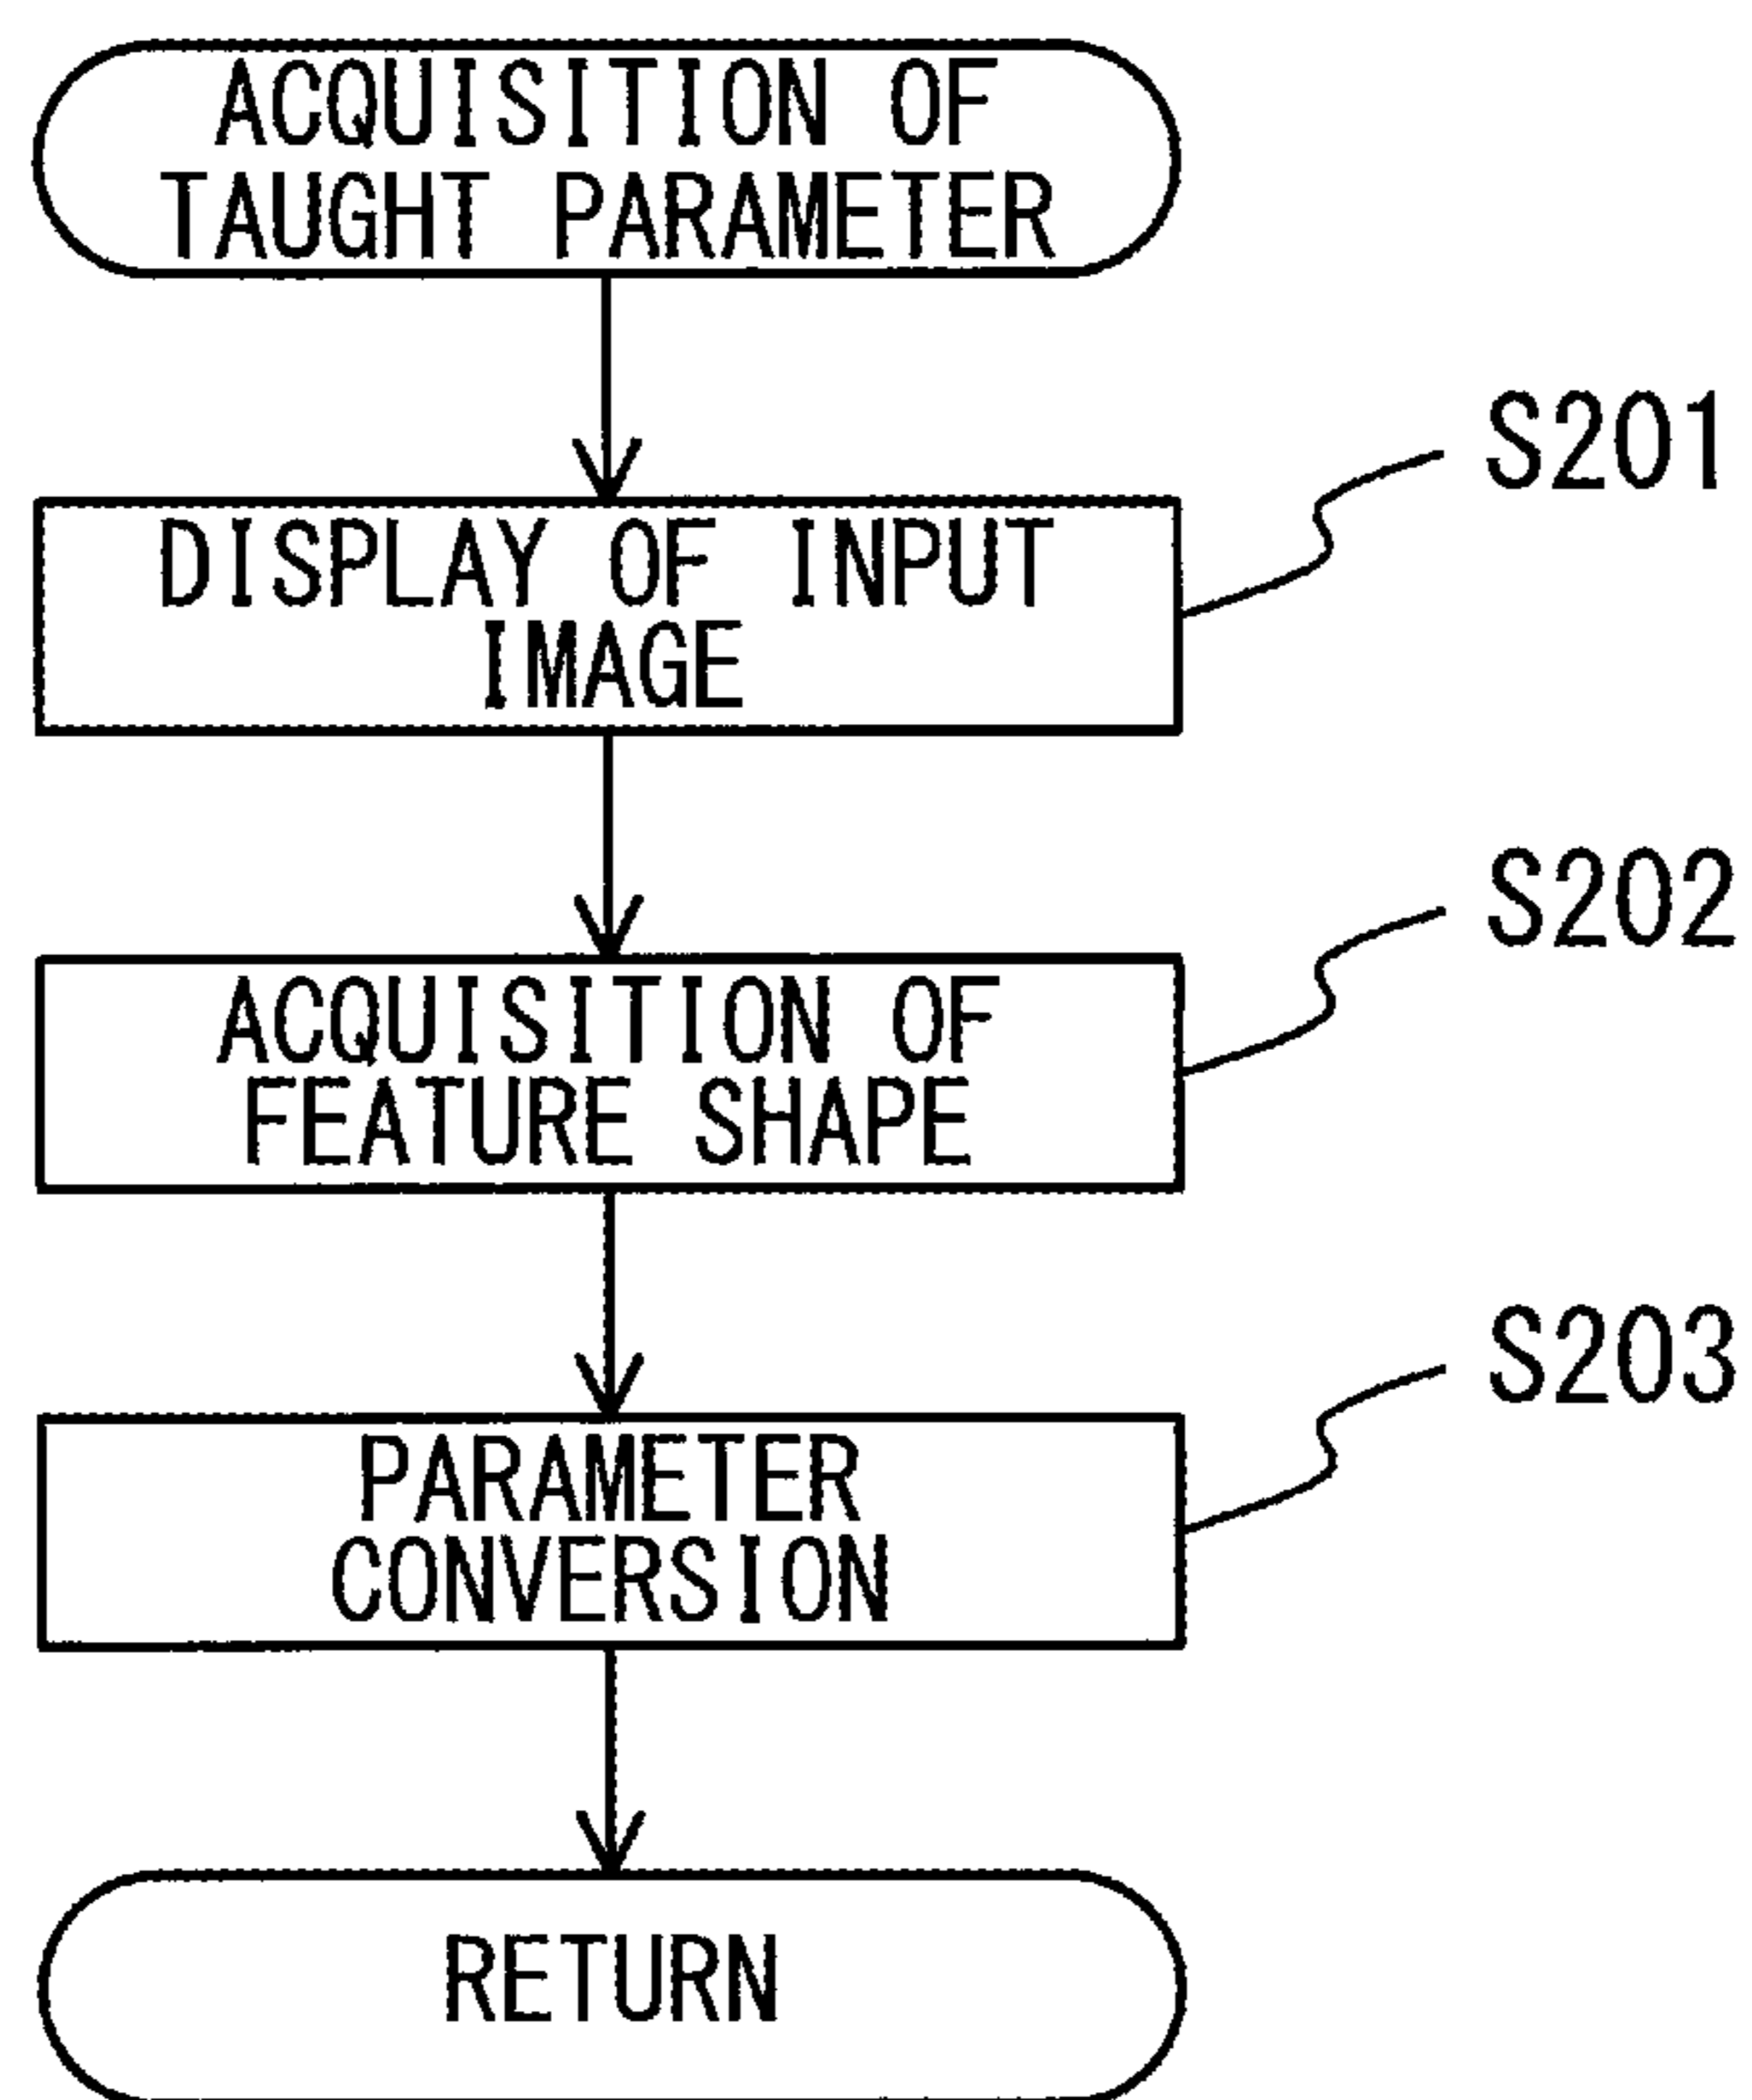 ACQUISITION OF
TAUGHT PARAMETER
S201
DISPLAY OF INPUT
IMAGE
S202
ACQUISITION OF
FEATURE SHAPE
S203
PARAMETER
CONVERSION
RETURN